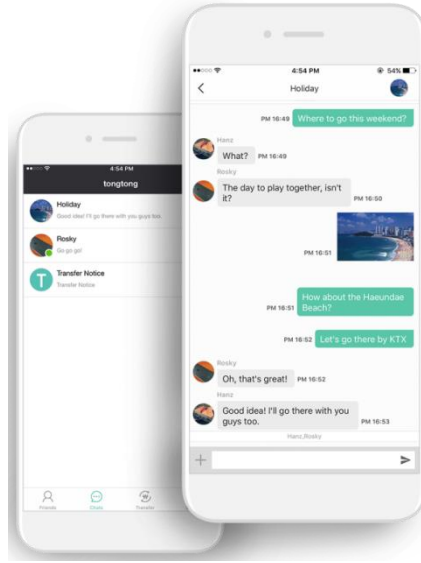 4:54 PM
tongtong
Holiday
Good idea! I'll go there with you guys too.
Rosky
Go go go!
T
Transfer Notice
Transfer Notice
Friends
Chats
Transfer
4:54 PM
54%
Holiday
PM 16:49
Where to go this weekend?
Hanz
What?
PM 16:49
Rosky
The day to play together, isn't
it?
PM 16:50
PM 16:51
How about the Haeundae
Beach?
PM 16:51
PM 16:52
Let's go there by KTX
Rosky
Oh, that's great!
PM 16:52
Hanz
Good idea! I'll go there with you
guys too.
PM 16:53
Hanz,Rosky